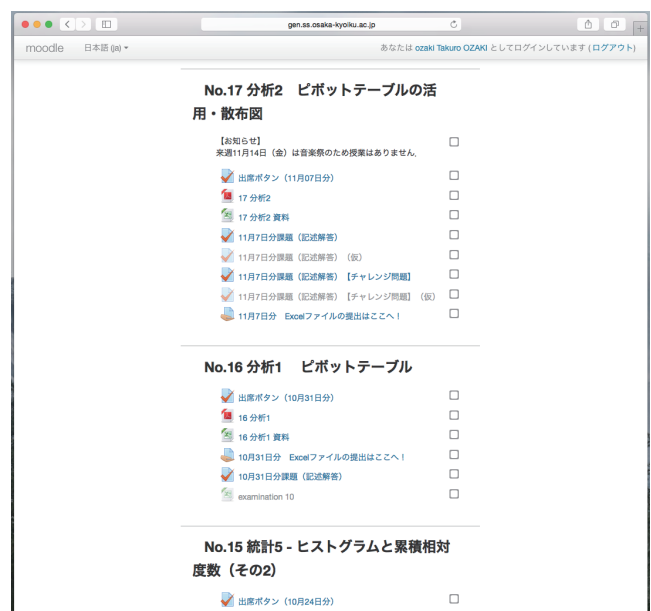 gen.ss.osaka-kyoiku.ac.jp
moodle 日本語 (ja) あなたは ozaki Takuro OZAKI としてログインしています (ログアウト)
No.17 分析2　ピボットテーブルの活
用・散布図
【お知らせ】
来週11月14日（金）は音楽祭のため授業はありません。
出席ボタン（11月07日分）
17 分析2
17 分析2 資料
11月7日分課題（記述解答）
11月7日分課題（記述解答）（仮）
11月7日分課題（記述解答）【チャレンジ問題】
11月7日分課題（記述解答）【チャレンジ問題】（仮）
11月7日分　Excelファイルの提出はここへ！
No.16 分析1　ピボットテーブル
出席ボタン（10月31日分）
16 分析1
16 分析1 資料
10月31日分　Excelファイルの提出はここへ！
10月31日分課題（記述解答）
examination 10
No.15 統計5 - ヒストグラムと累積相対
度数（その2）
出席ボタン（10月24日分）